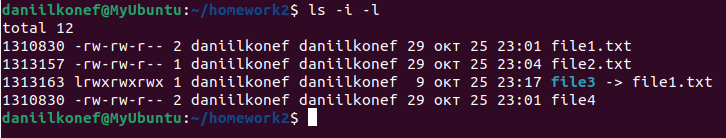 daniilkonef@MyUbuntu:~/homework2$ ls -i -l
total 12
1310830 -rw-rw-r-- 2 daniilkonef daniilkonef 29 окт 25 23:01 file1.txt
1313157 -rw-rw-r-- 1 daniilkonef daniilkonef 29 окт 25 23:04 file2.txt
1313163 lrwxrwxrwx 1 daniilkonef daniilkonef  9 окт 25 23:17 file3 -> file1.txt
1310830 -rw-rw-r-- 2 daniilkonef daniilkonef 29 окт 25 23:01 file4
daniilkonef@MyUbuntu:~/homework2$